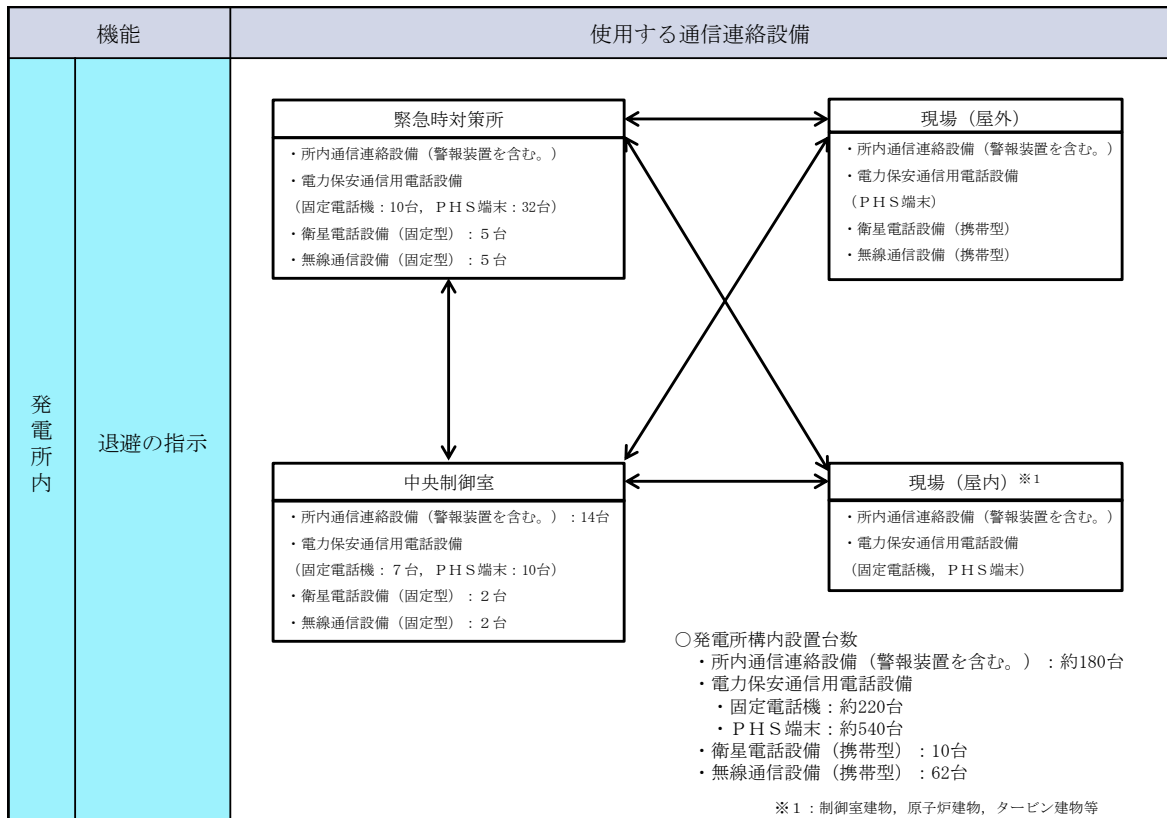 機能
使用する通信連絡設備
発電所内
退避の指示
緊急時対策所
・所内通信連絡設備（警報装置を含む。）
・電力保安通信用電話設備
（固定電話機：10台，ＰＨＳ端末：32台）
・衛星電話設備（固定型）：５台
・無線通信設備（固定型）：５台
現場（屋外）
・所内通信連絡設備（警報装置を含む。）
・電力保安通信用電話設備
（ＰＨＳ端末）
・衛星電話設備（携帯型）
・無線通信設備（携帯型）
中央制御室
・所内通信連絡設備（警報装置を含む。）：14台
・電力保安通信用電話設備
（固定電話機：７台，ＰＨＳ端末：10台）
・衛星電話設備（固定型）：２台
・無線通信設備（固定型）：２台
現場（屋内）※1
・所内通信連絡設備（警報装置を含む。）
・電力保安通信用電話設備
（固定電話機，ＰＨＳ端末）
○発電所構内設置台数
・所内通信連絡設備（警報装置を含む。）：約180台
・電力保安通信用電話設備
・固定電話機：約220台
・ＰＨＳ端末：約540台
・衛星電話設備（携帯型）：10台
・無線通信設備（携帯型）：62台
※１：制御室建物，原子炉建物，タービン建物等